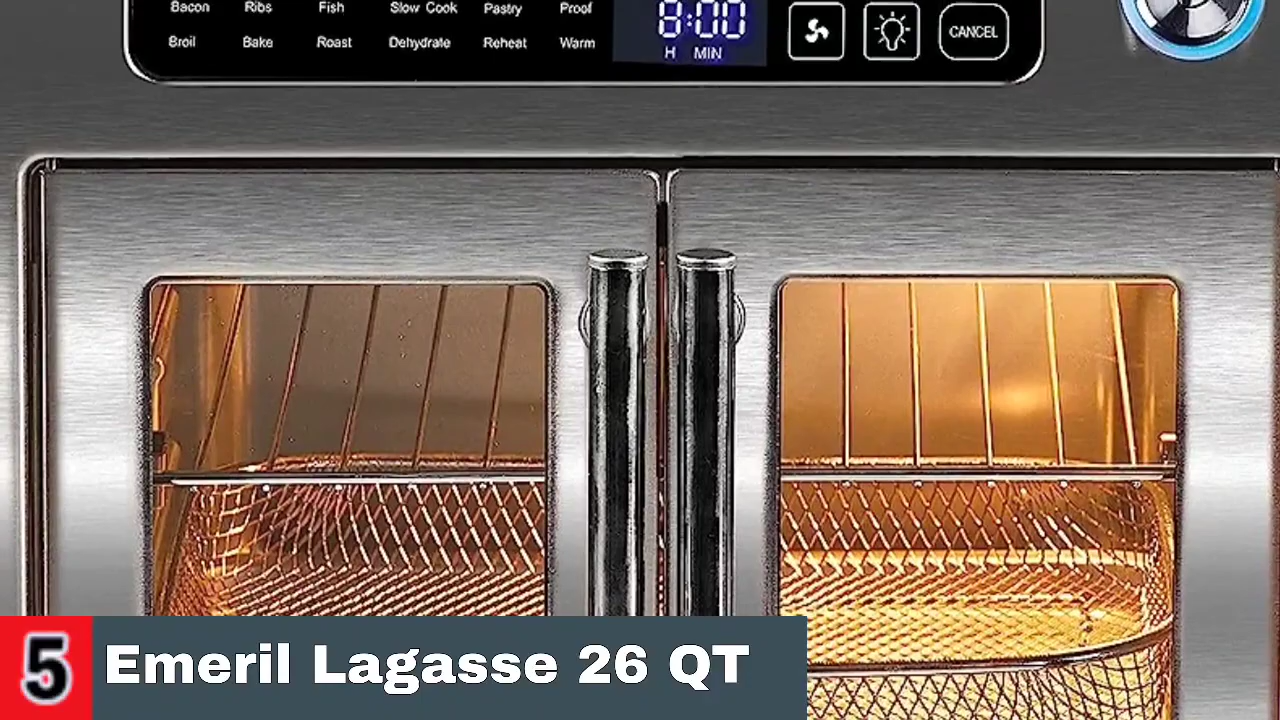 Bacon Ribs Fish Slow Cook Pastry Proof
8:00
Broil Bake Roast Dehydrate Reheat Warm
H MIN
CANCEL
5 Emeril Lagasse 26 QT